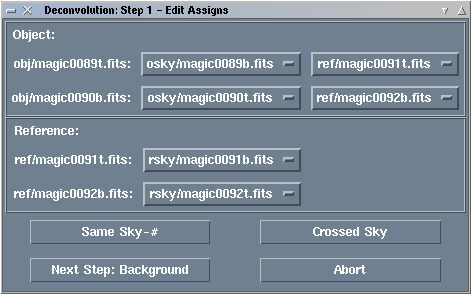 Deconvolution: Step 1 - Edit Assigns
Object:
obj/magic0089t.fits: osky/magic0089b.fits ref/magic0091t.fits
obj/magic0090b.fits: osky/magic0090t.fits ref/magic0092b.fits
Reference:
ref/magic0091t.fits: rsky/magic0091b.fits
ref/magic0092b.fits: rsky/magic0092t.fits
Same Sky-# Crossed Sky
Next Step: Background Abort